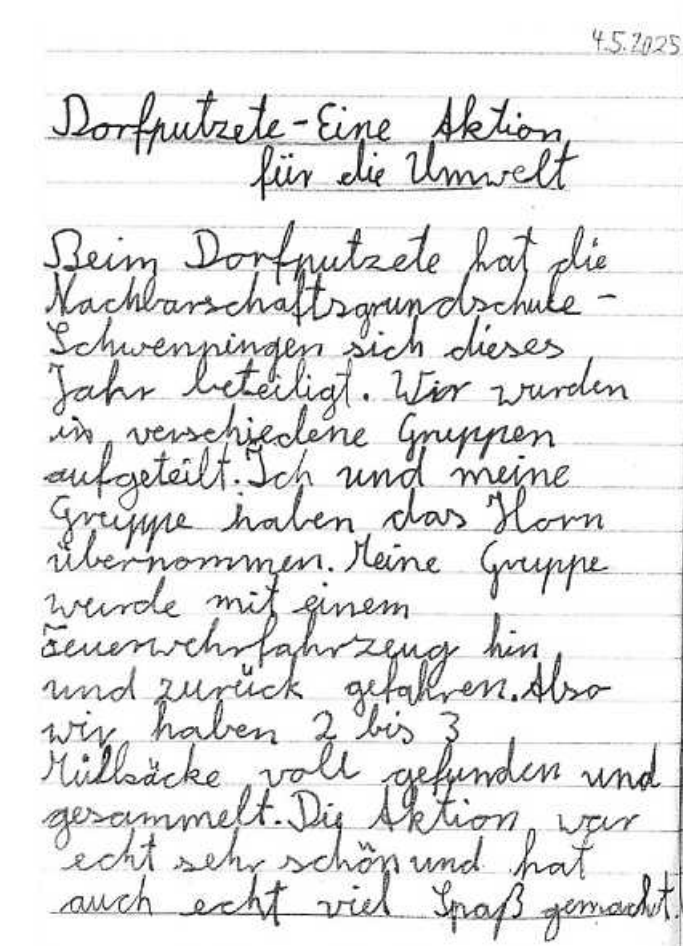 4.5.2025
Dorfputzete - Eine Aktion
für die Umwelt
Beim Dorfputzete hat die
Nachbarschaftsgrundschule -
Schwenningen sich dieses
Jahr beteiligt. Wir wurden
in verschiedene Gruppen
aufgeteilt. Ich und meine
Gruppe haben das Horn
übernommen. Meine Gruppe
wurde mit einem
Feuerwehrfahrzeug hin
und zurück gefahren. Also
wir haben 2 bis 3
Müllsäcke voll gefunden und
gesammelt. Die Aktion war
echt sehr schön und hat
auch echt viel Spaß gemacht.